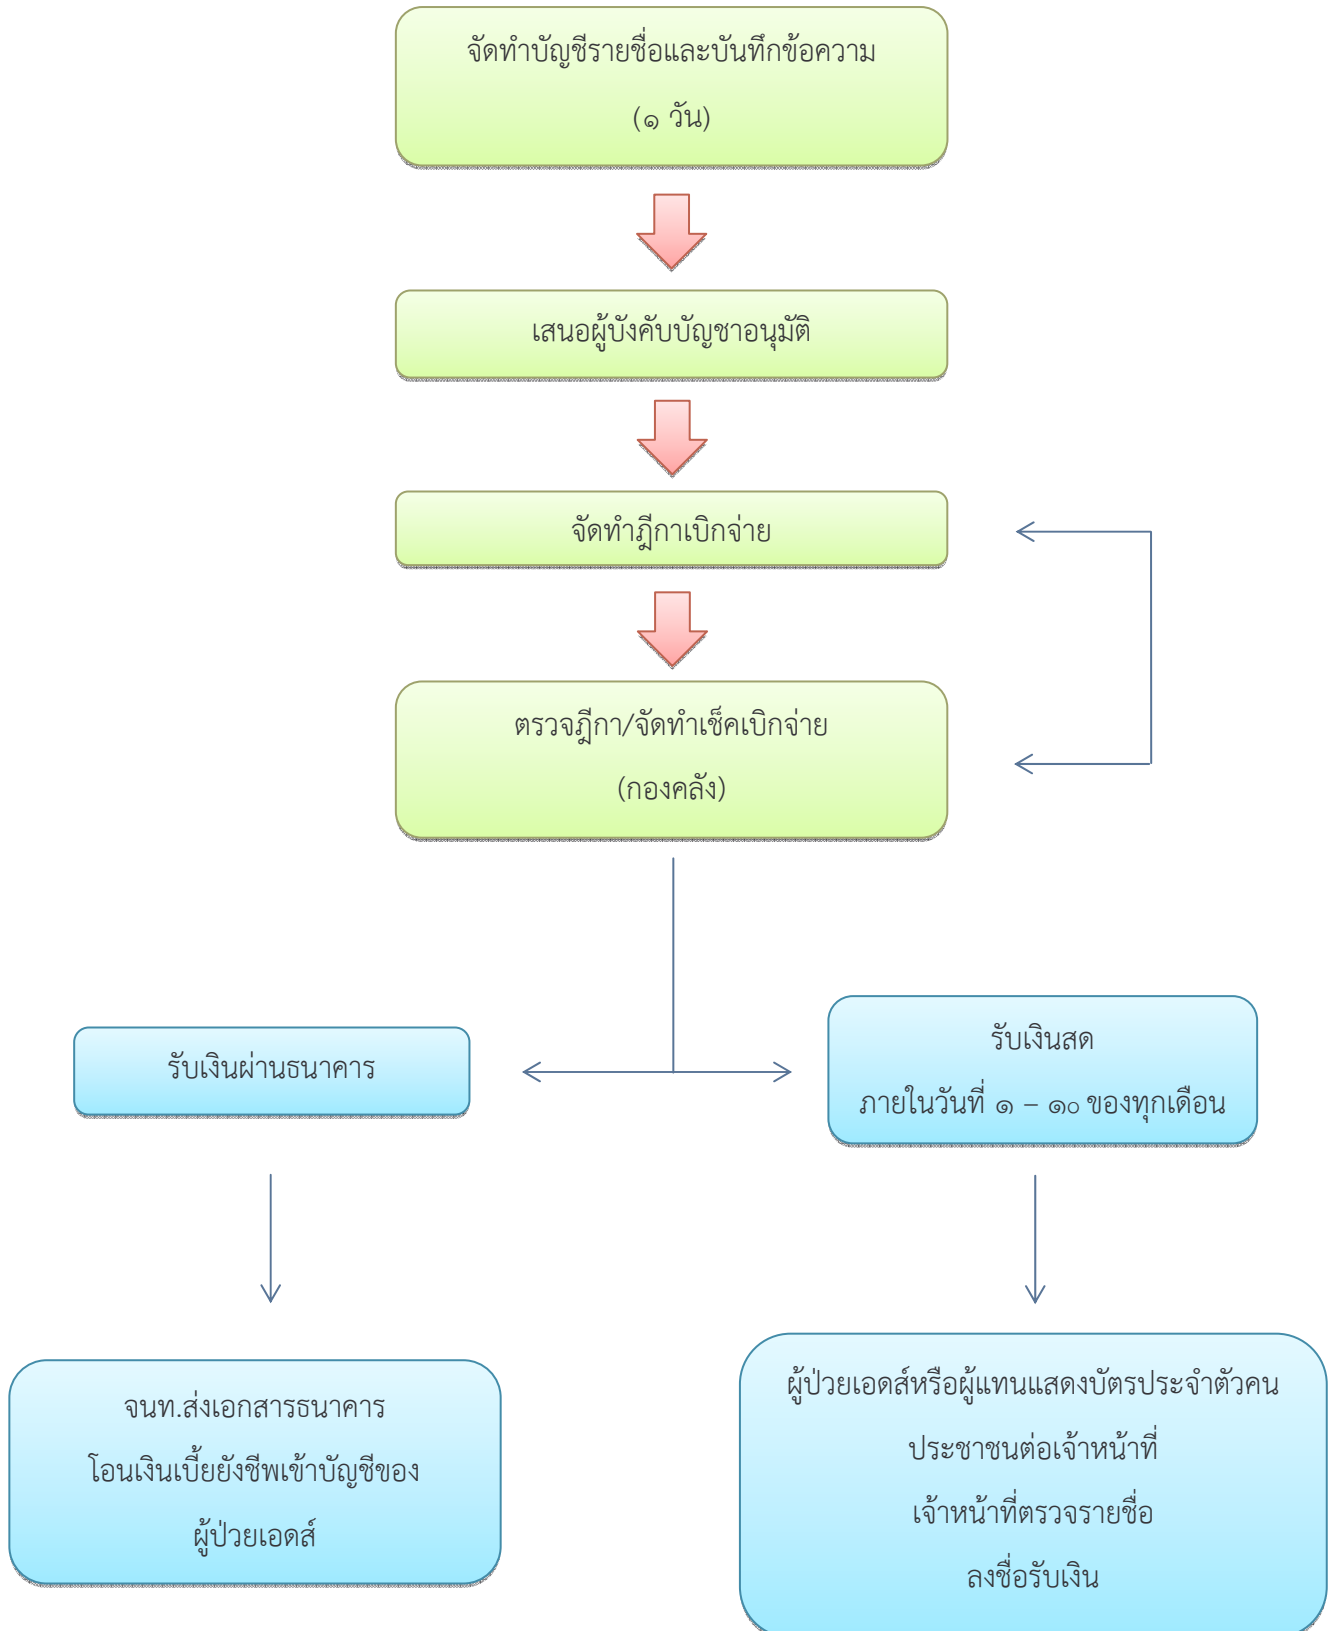 จัดทำบัญชีรายชื่อและบันทึกข้อความ
(๑ วัน)
เสนอผู้บังคับบัญชาอนุมัติ
จัดทำฎีกาเบิกจ่าย
ตรวจฎีกา/จัดทำเช็คเบิกจ่าย
(กองคลัง)
รับเงินผ่านธนาคาร
รับเงินสด
ภายในวันที่ ๑ – ๑๐ ของทุกเดือน
จนท.ส่งเอกสารธนาคาร
โอนเงินเบี้ยยังชีพเข้าบัญชีของ
ผู้ป่วยเอดส์
ผู้ป่วยเอดส์หรือผู้แทนแสดงบัตรประจำตัวคน
ประชาชนต่อเจ้าหน้าที่
เจ้าหน้าที่ตรวจรายชื่อ
ลงชื่อรับเงิน